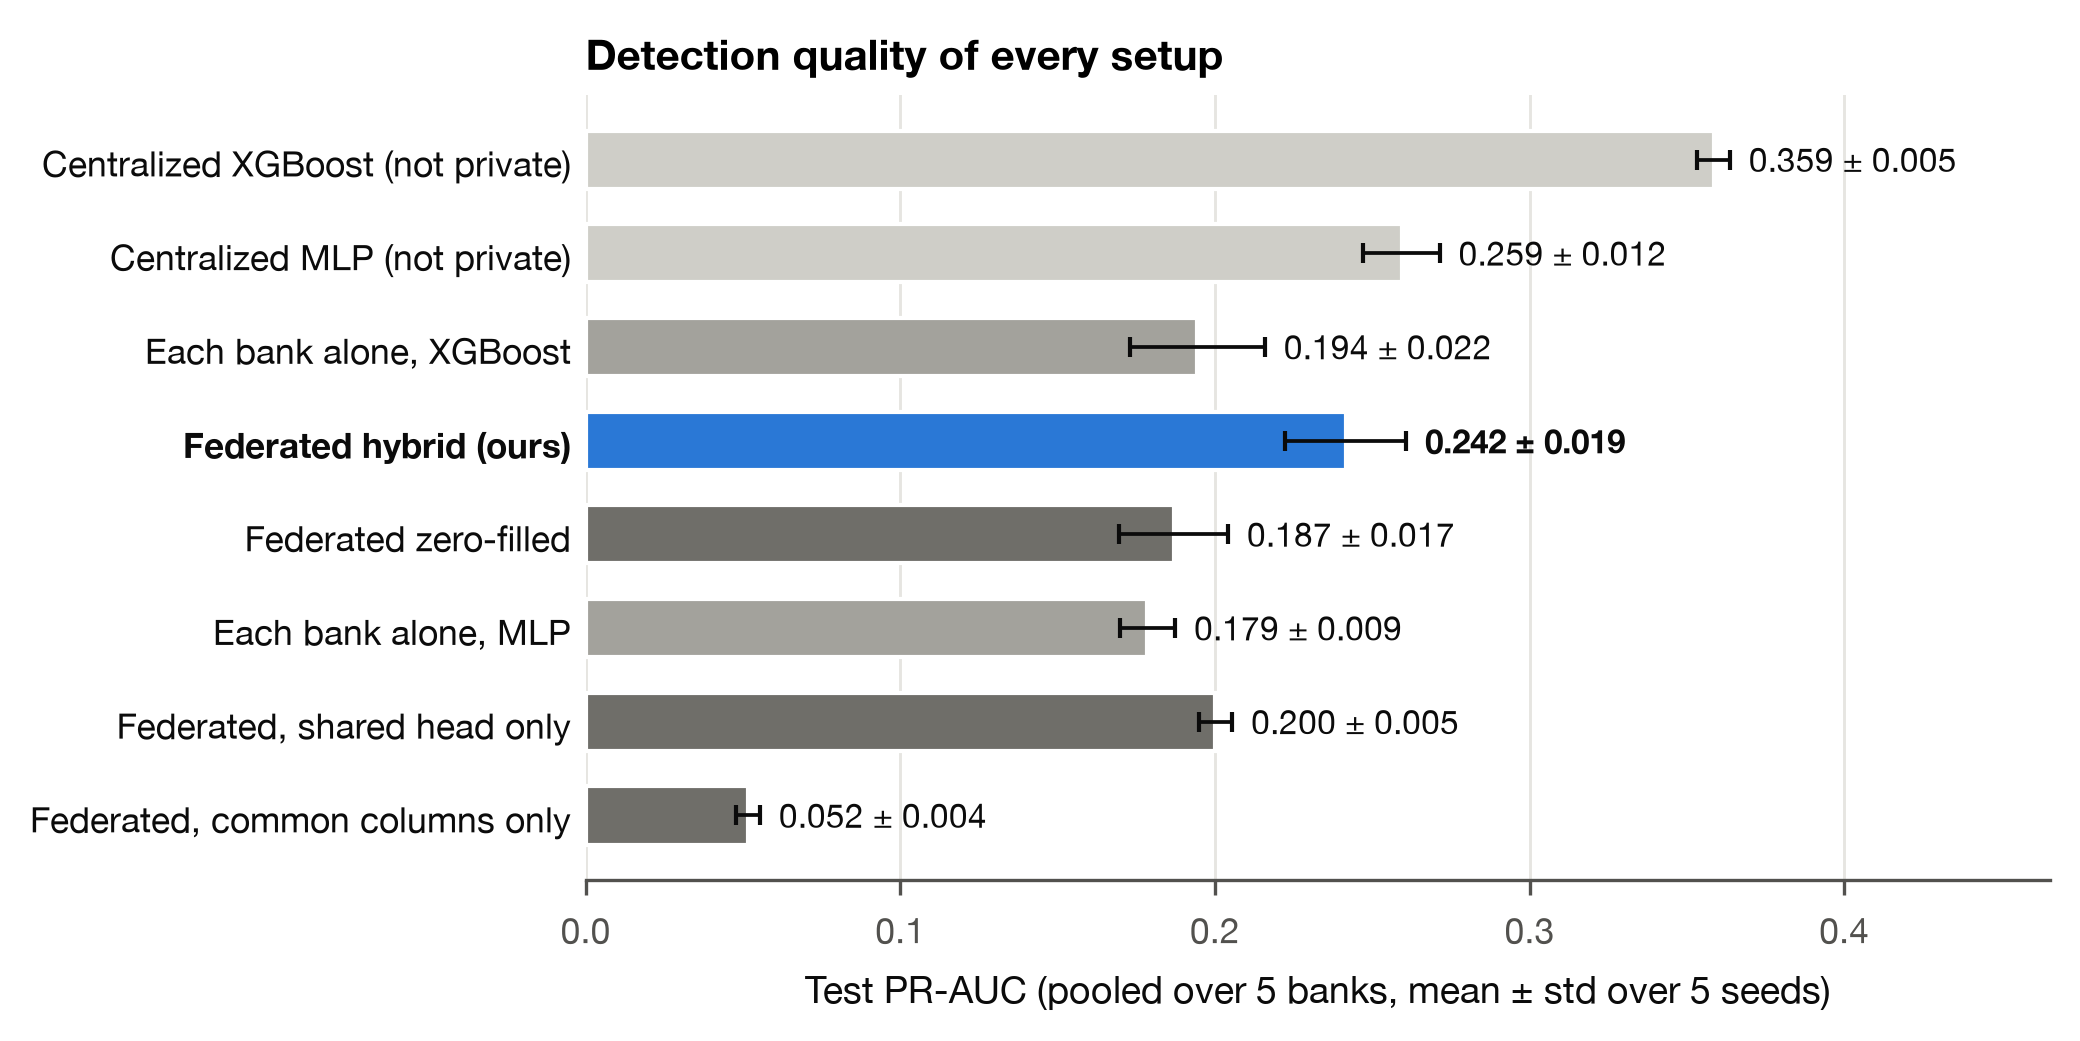 Detection quality of every setup
Centralized XGBoost (not private) 0.359 ± 0.005
Centralized MLP (not private) 0.259 ± 0.012
Each bank alone, XGBoost 0.194 ± 0.022
Federated hybrid (ours) 0.242 ± 0.019
Federated zero-filled 0.187 ± 0.017
Each bank alone, MLP 0.179 ± 0.009
Federated, shared head only 0.200 ± 0.005
Federated, common columns only 0.052 ± 0.004
0.0 0.1 0.2 0.3 0.4
Test PR-AUC (pooled over 5 banks, mean ± std over 5 seeds)